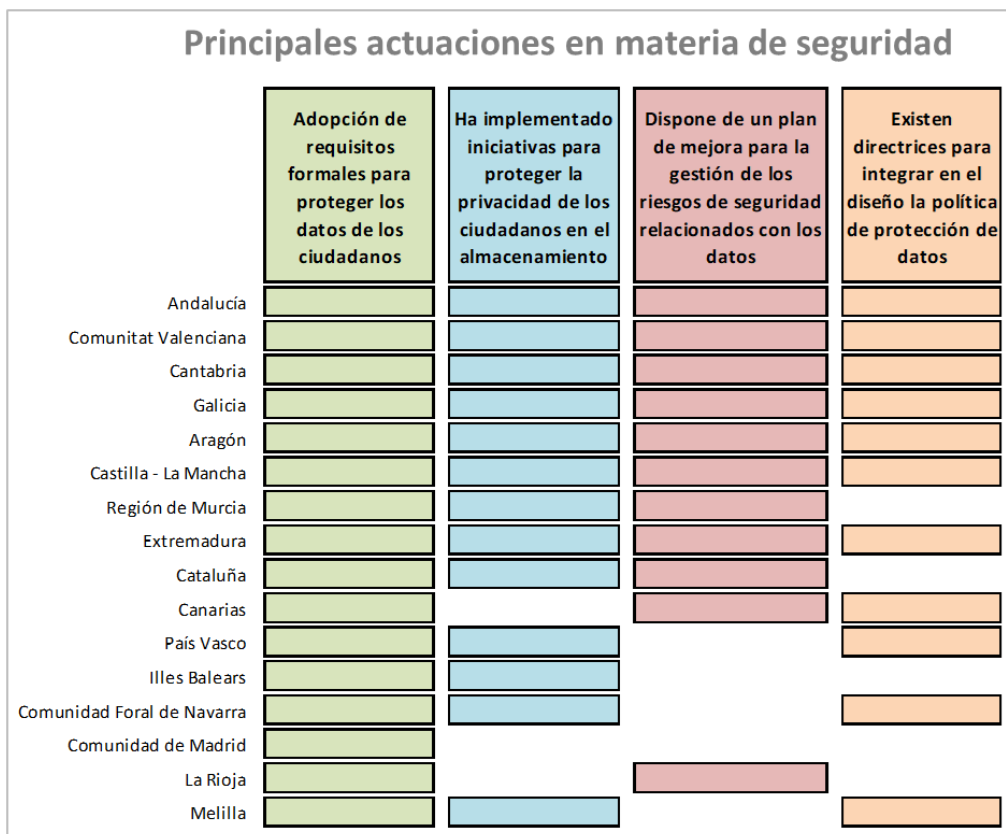 Principales actuaciones en materia de seguridad
Adopción de
requisitos
formales para
proteger los
datos de los
ciudadanos
Ha implementado
iniciativas para
proteger la
privacidad de los
ciudadanos en el
almacenamiento
Dispone de un plan
de mejora para la
gestión de los
riesgos de seguridad
relacionados con los
datos
Existen
directrices para
integrar en el
diseño la política
de protección de
datos
Andalucía
Comunitat Valenciana
Cantabria
Galicia
Aragón
Castilla - La Mancha
Región de Murcia
Extremadura
Cataluña
Canarias
País Vasco
Illes Balears
Comunidad Foral de Navarra
Comunidad de Madrid
La Rioja
Melilla